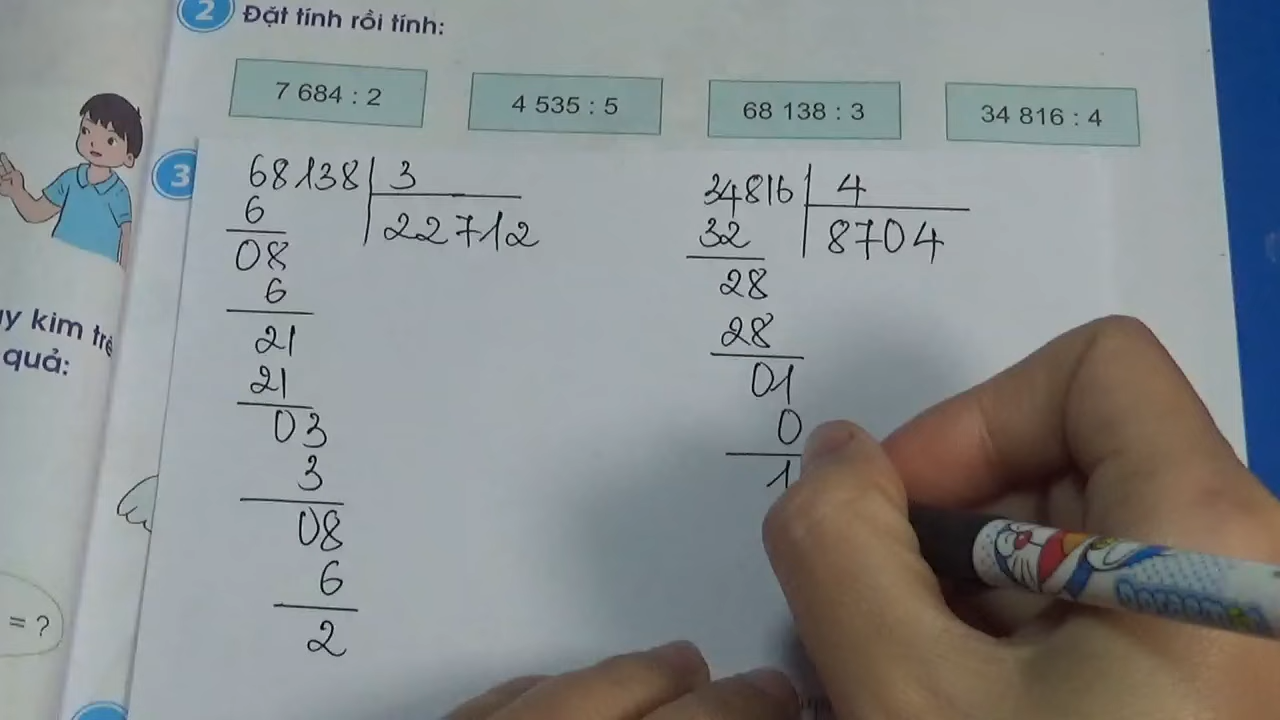 2 Đặt tính rồi tính:
7 684 : 2
4 535 : 5
68 138 : 3
34 816 : 4
3
68138 3
6 22712
08
6
21
21
03
3
08
6
2
34816 4
32 8704
28
28
01
0
1
kim
quả:
= ?